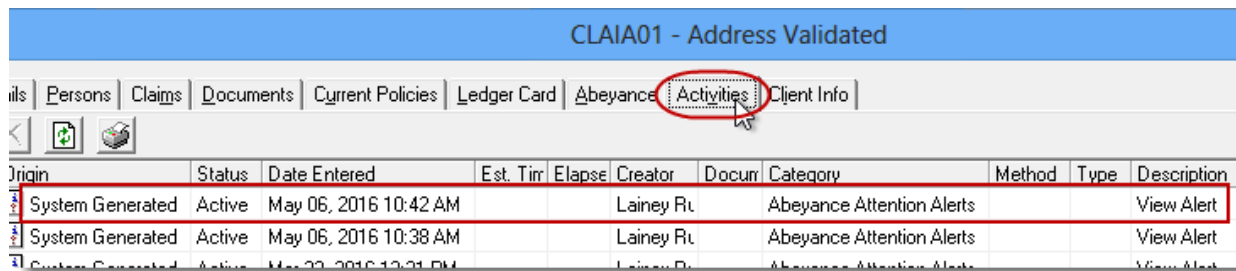 CLAIA01 - Address Validated
ils Persons Claims Documents Current Policies Ledger Card Abeyance Activities Client Info
Origin Status Date Entered Est. Tim Elapse Creator Docum Category Method Type Description
System Generated Active May 06, 2016 10:42 AM Lainey Ru Abeyance Attention Alerts View Alert
System Generated Active May 06, 2016 10:38 AM Lainey Ru Abeyance Attention Alerts View Alert